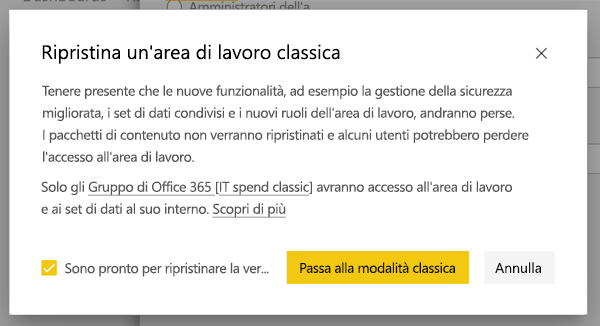 Amministratori dell'a
Ripristina un'area di lavoro classica
Tenere presente che le nuove funzionalità, ad esempio la gestione della sicurezza
migliorata, i set di dati condivisi e i nuovi ruoli dell'area di lavoro, andranno perse.
I pacchetti di contenuto non verranno ripristinati e alcuni utenti potrebbero perdere
l'accesso all'area di lavoro.
Solo gli Gruppo di Office 365 [IT spend classic] avranno accesso all'area di lavoro
e ai set di dati al suo interno. Scopri di più
Sono pronto per ripristinare la ver... Passa alla modalità classica Annulla